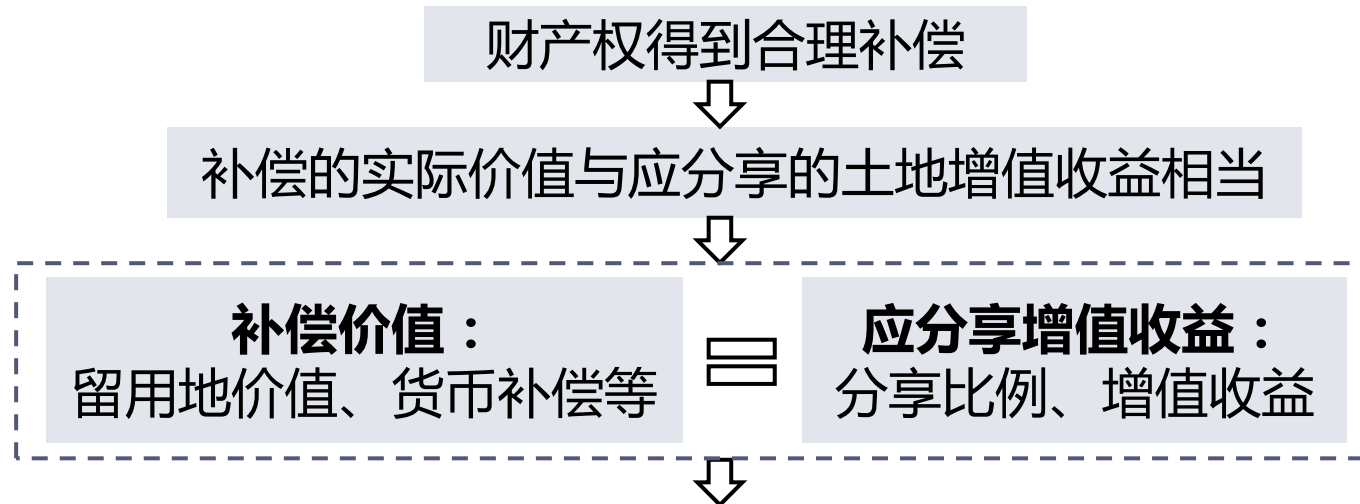 财产权得到合理补偿
补偿的实际价值与应分享的土地增值收益相当
补偿价值：
留用地价值、货币补偿等
应分享增值收益：
分享比例、增值收益